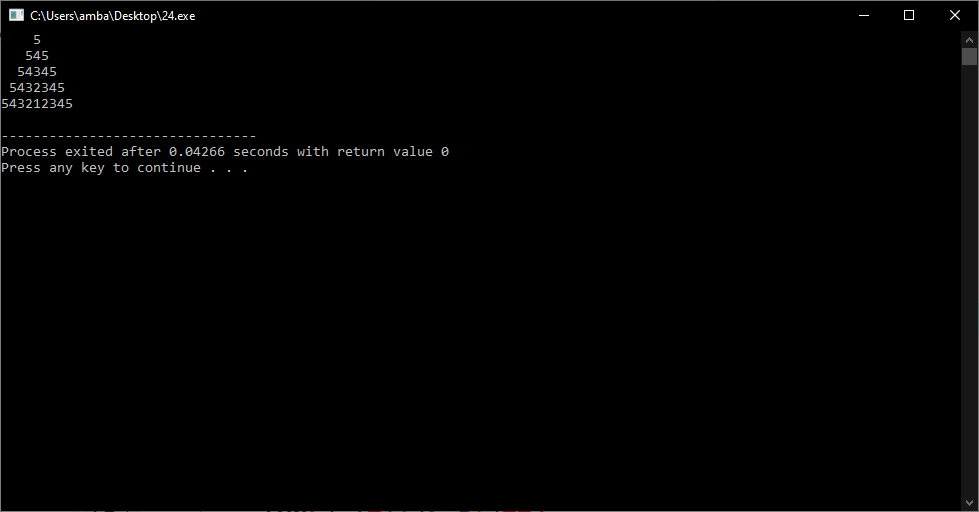 C:\Users\amba\Desktop\24.exe
    5
   545
  54345
 5432345
543212345
--------------------------------
Process exited after 0.04266 seconds with return value 0
Press any key to continue . . .